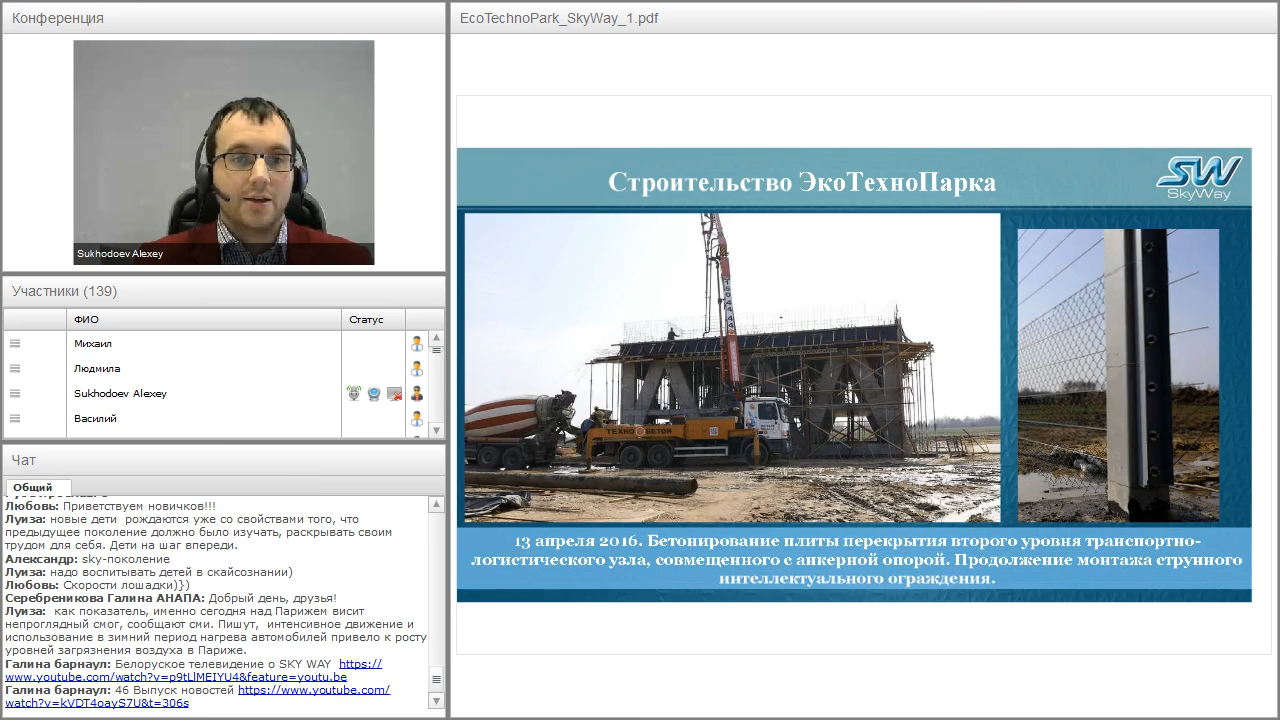 Конференция
Sukhodoev Alexey
Участники (139)
ФИО
Статус
Михаил
Людмила
Sukhodoev Alexey
Василий
Чат
Общий
Любовь: Приветствуем новичков!!!
Луиза: новые дети рождаются уже со свойствами того, что
предыдущее поколение должно было изучать, раскрывать своим
трудом для себя. Дети на шаг впереди.
Александр: sky-поколение
Луиза: надо воспитывать детей в скайсознании)
Любовь: Скорости лошадки)})
Серебреникова Галина АНАПА: Добрый день, друзья!
Луиза: как показатель, именно сегодня над Парижем висит
непроглядный смог, сообщают сми. Пишут, интенсивное движение и
использование в зимний период нагрева автомобилей привело к росту
уровней загрязнения воздуха в Париже.
Галина барнаул: Белоруское телевидение о SKY WAY https://
www.youtube.com/watch?v=p9tLlMEIYU4&feature=youtu.be
Галина барнаул: 46 Выпуск новостей https://www.youtube.com/
watch?v=kVDT4oayS7U&t=306s
EcoTechnoPark_SkyWay_1.pdf
Строительство ЭкоТехноПарка
SW
SkyWay
ТЕХНО БЕТОН
13 апреля 2016. Бетонирование плиты перекрытия второго уровня транспортно-
логистического узла, совмещенного с анкерной опорой. Продолжение монтажа струнного
интеллектуального ограждения.